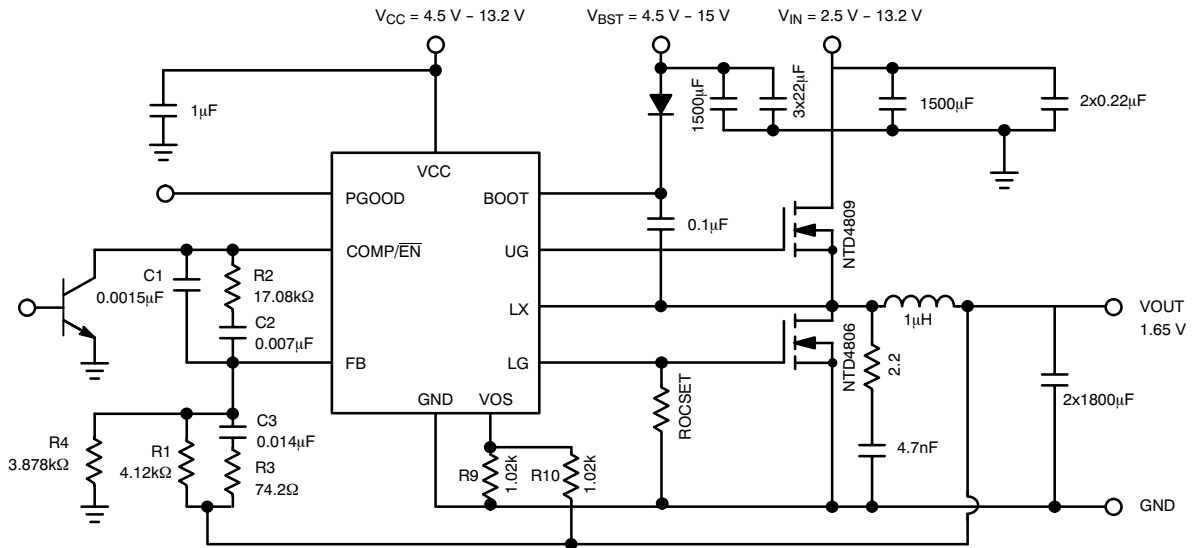 V_CC = 4.5 V – 13.2 V
V_BST = 4.5 V – 15 V
V_IN = 2.5 V – 13.2 V
1μF
1500μF
3x22μF
1500μF
2x0.22μF
VCC
PGOOD
BOOT
COMP/EN
UG
LX
FB
LG
GND
VOS
0.1μF
NTD4809
C1
0.0015μF
R2
17.08kΩ
C2
0.007μF
1μH
VOUT
1.65 V
NTD4806
2.2
2x1800μF
ROCSET
C3
0.014μF
R4
3.878kΩ
R1
4.12kΩ
R3
74.2Ω
R9
1.02k
R10
1.02k
4.7nF
GND